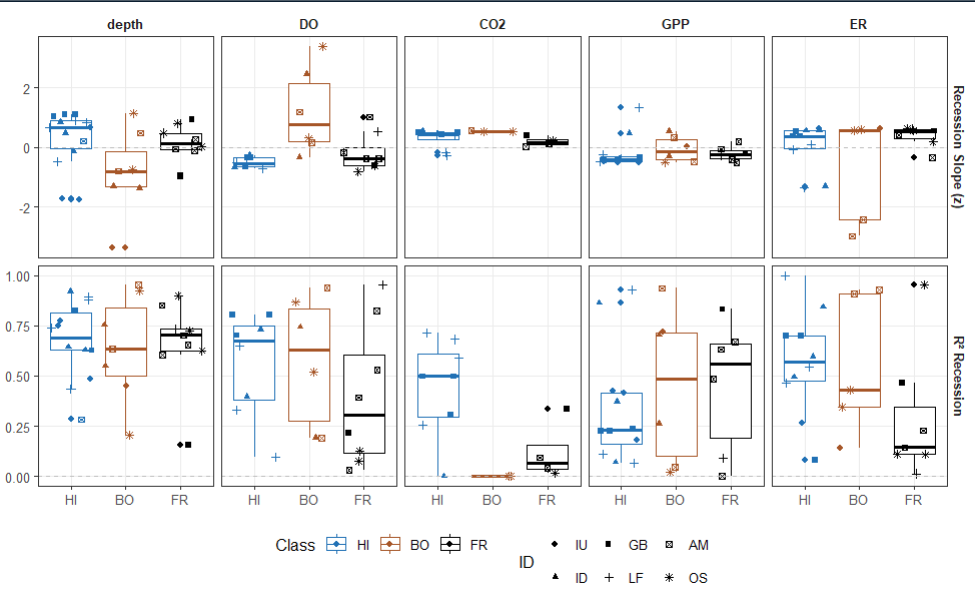 depth DO CO2 GPP ER
2
0
-2
Recession Slope (z)
1.00
0.75
0.50
0.25
0.00
R² Recession
HI BO FR HI BO FR HI BO FR HI BO FR HI BO FR
Class HI BO FR
ID
IU GB AM
ID LF OS